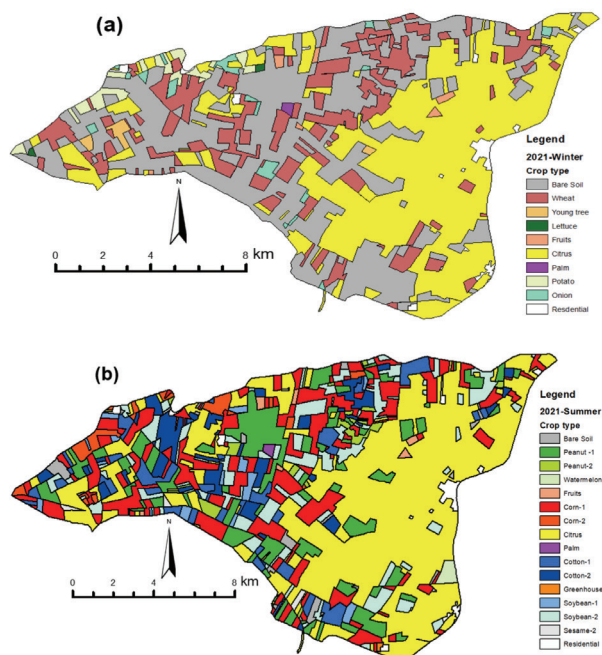 (a)
Legend
2021-Winter
Crop type
Bare Soil
Wheat
Young tree
Lettuce
Fruits
Citrus
Palm
Potato
Onion
Resdential
N
0 2 4 6 8 km
(b)
Legend
2021-Summer
Crop type
Bare Soil
Peanut -1
Peanut-2
Watermelon
Fruits
Corn-1
Corn-2
Citrus
Palm
Cotton-1
Cotton-2
Greenhouse
Soybean-1
Soybean-2
Sesame-2
Residential
N
0 2 4 6 8 km